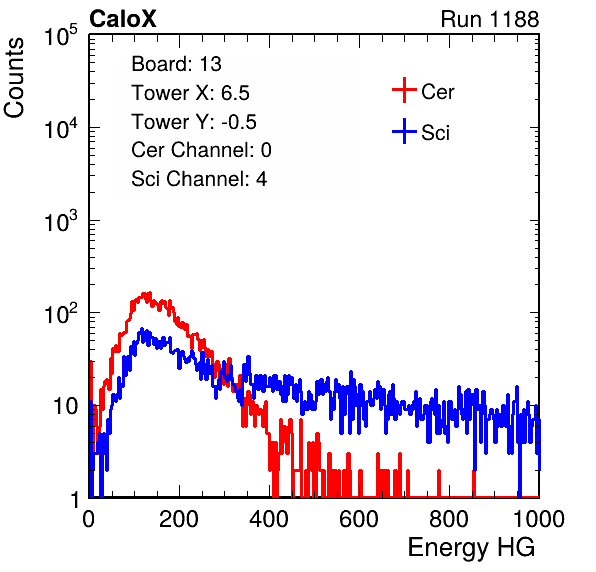 CaloX Run 1188
Counts
10^5
10^4
10^3
10^2
10
1
Board: 13
Tower X: 6.5
Tower Y: -0.5
Cer Channel: 0
Sci Channel: 4
Cer
Sci
0 200 400 600 800 1000
Energy HG